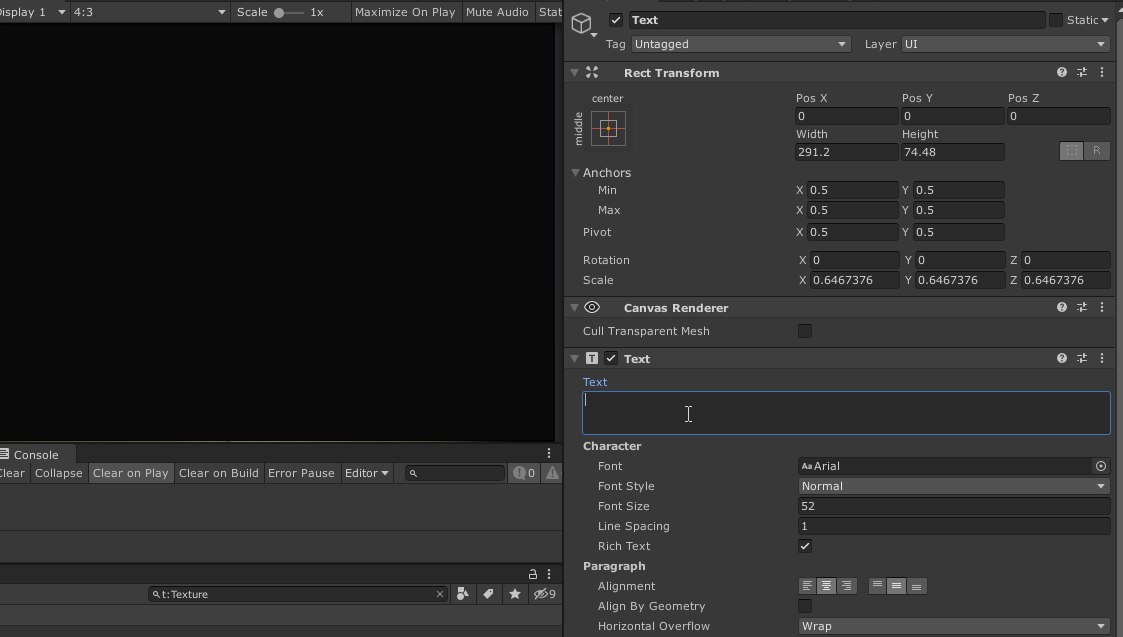 isplay 1 4:3 Scale 1x Maximize On Play Mute Audio Stat
Text Static
Tag Untagged Layer UI
Rect Transform
center
middle
Pos X Pos Y Pos Z
0 0 0
Width Height
291.2 74.48 R
Anchors
Min X 0.5 Y 0.5
Max X 0.5 Y 0.5
Pivot X 0.5 Y 0.5
Rotation X 0 Y 0 Z 0
Scale X 0.6467376 Y 0.6467376 Z 0.6467376
Canvas Renderer
Cull Transparent Mesh
T Text
Text
Character
Font Aa Arial
Font Style Normal
Font Size 52
Line Spacing 1
Rich Text
Paragraph
Alignment
Align By Geometry
Horizontal Overflow Wrap
Console
Clear Collapse Clear on Play Clear on Build Error Pause Editor 0
t:Texture 9